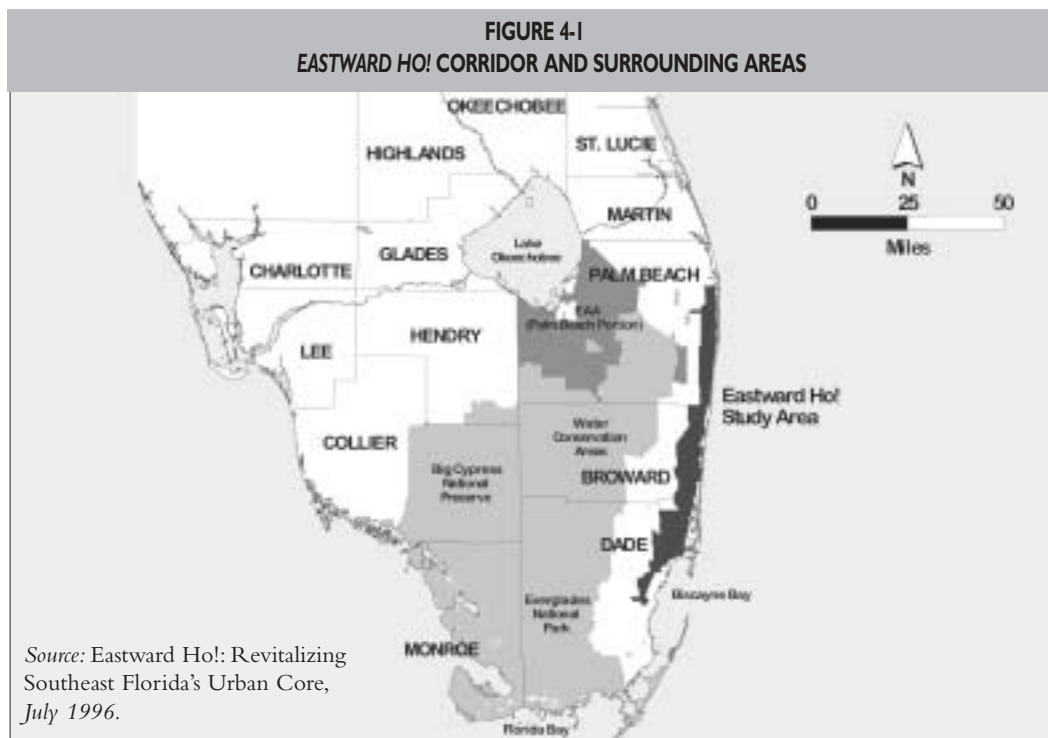 FIGURE 4-1
EASTWARD HO! CORRIDOR AND SURROUNDING AREAS
OKEECHOBEE
ST. LUCIE
HIGHLANDS
N
0 25 50
Miles
MARTIN
Lake
Okeechobee
GLADES
CHARLOTTE
PALM BEACH
EAA
(Palm Beach Portion)
HENDRY
LEE
Eastward Ho!
Study Area
Water
Conservation
Areas
COLLIER
Big Cypress
National
Preserve
BROWARD
DADE
Biscayne Bay
Everglades
National
Park
MONROE
Source: Eastward Ho!: Revitalizing
Southeast Florida's Urban Core,
July 1996.
Florida Bay